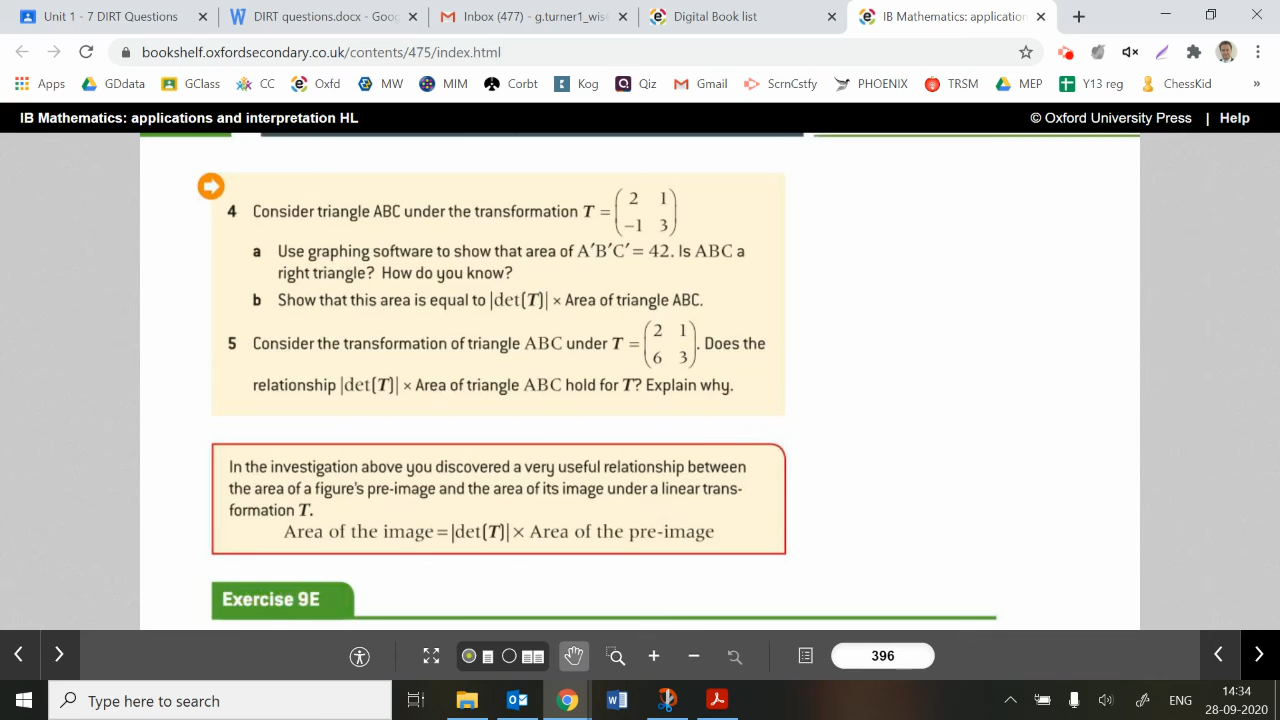 Unit 1 - 7 DIRT Questions
DIRT questions.docx - Goog
Inbox (477) - g.turner1_wis
Digital Book list
IB Mathematics: application
bookshelf.oxfordsecondary.co.uk/contents/475/index.html
Apps GDdata GClass CC Oxfd MW MIM Corbt Kog Qiz Gmail ScrnCstfy PHOENIX TRSM MEP Y13 reg ChessKid »
IB Mathematics: applications and interpretation HL
© Oxford University Press | Help
4 Consider triangle ABC under the transformation T = (2 1
−1 3)
a Use graphing software to show that area of A′B′C′ = 42. Is ABC a
right triangle? How do you know?
b Show that this area is equal to |det(T)| × Area of triangle ABC.
5 Consider the transformation of triangle ABC under T = (2 1
6 3). Does the
relationship |det(T)| × Area of triangle ABC hold for T? Explain why.
In the investigation above you discovered a very useful relationship between
the area of a figure's pre-image and the area of its image under a linear trans-
formation T.
Area of the image = |det(T)| × Area of the pre-image
Exercise 9E
396
Type here to search
ENG
14:34
28-09-2020